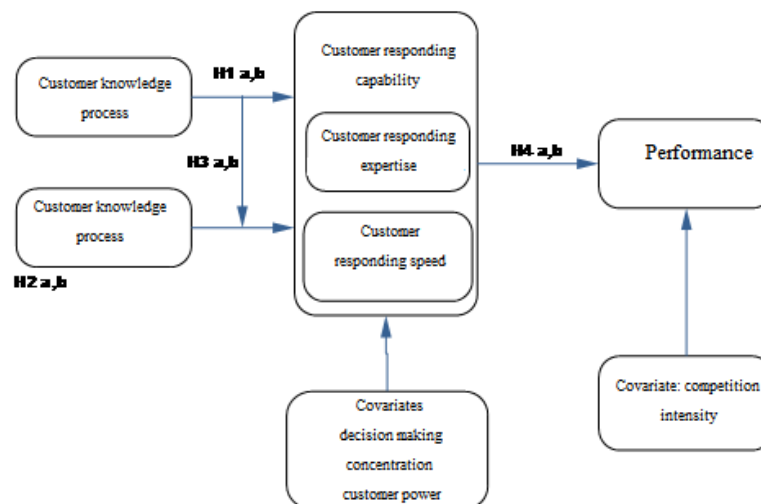 Customer knowledge
process
H1 a,b
H3 a,b
Customer knowledge
process
H2 a,b
Customer responding
capability
Customer responding
expertise
Customer
responding speed
H4 a,b
Performance
Covariates
decision making
concentration
customer power
Covariate: competition
intensity